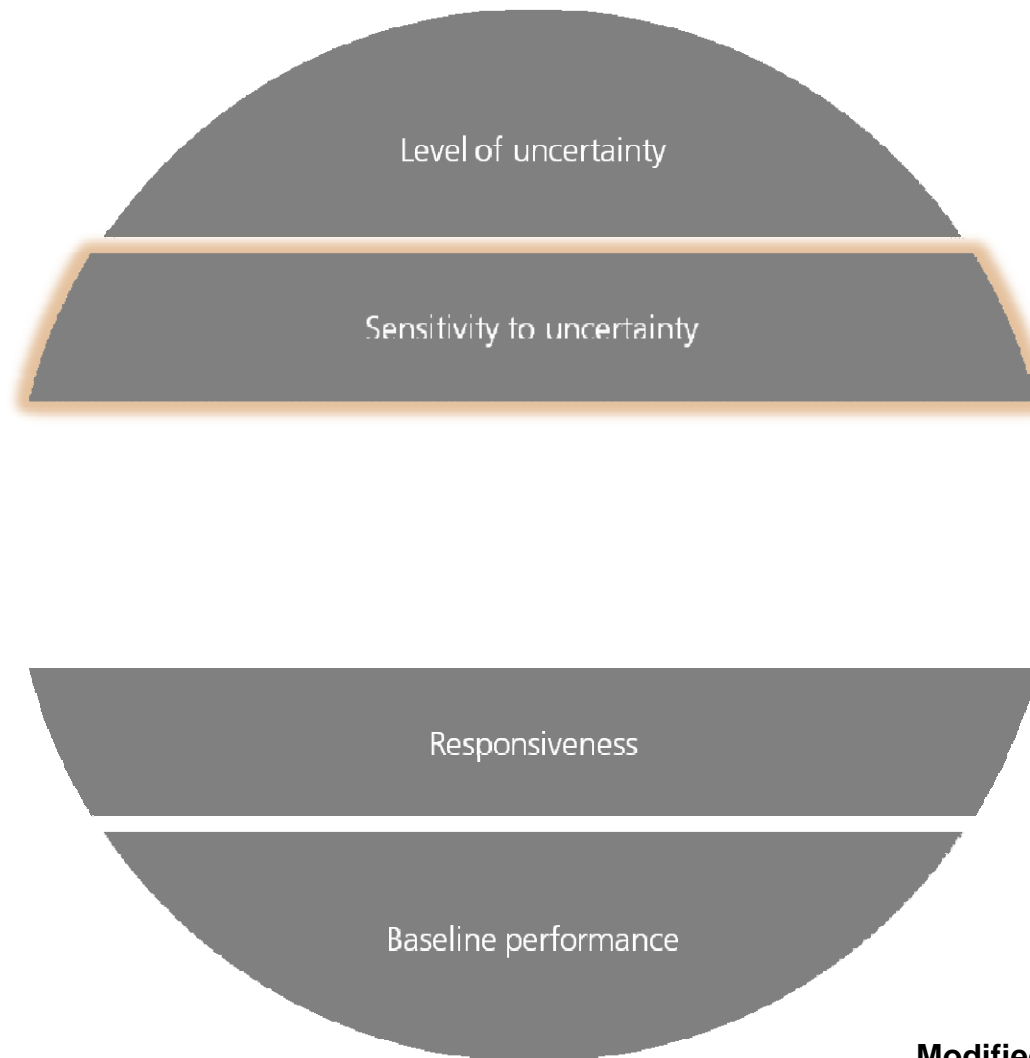 Level of uncertainty
Sensitivity to uncertainty
Responsiveness
Baseline performance